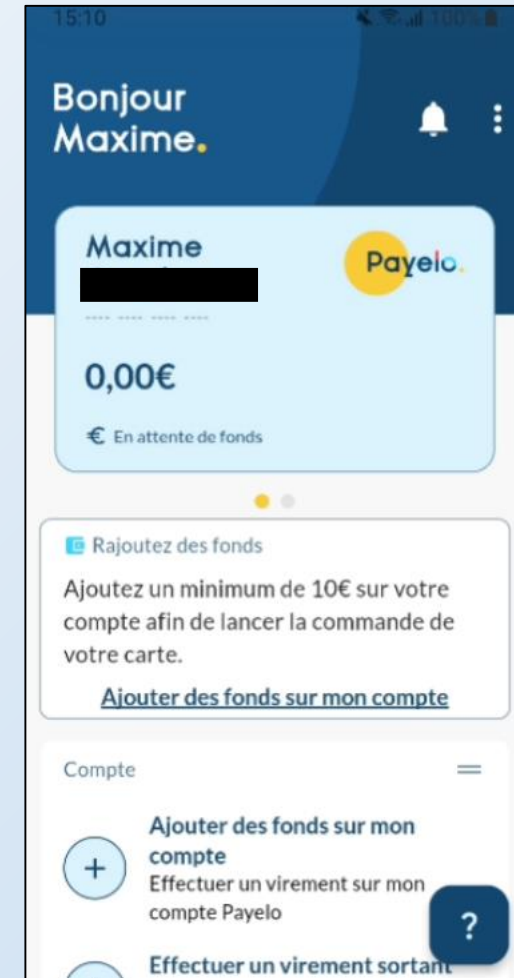 15:10
100%
Bonjour
Maxime.
Maxime
Payelo.
---- ---- ---- ----
0,00€
€ En attente de fonds
Rajoutez des fonds
Ajoutez un minimum de 10€ sur votre
compte afin de lancer la commande de
votre carte.
Ajouter des fonds sur mon compte
Compte
Ajouter des fonds sur mon
compte
Effectuer un virement sur mon
compte Payelo
?
Effectuer un virement sortant